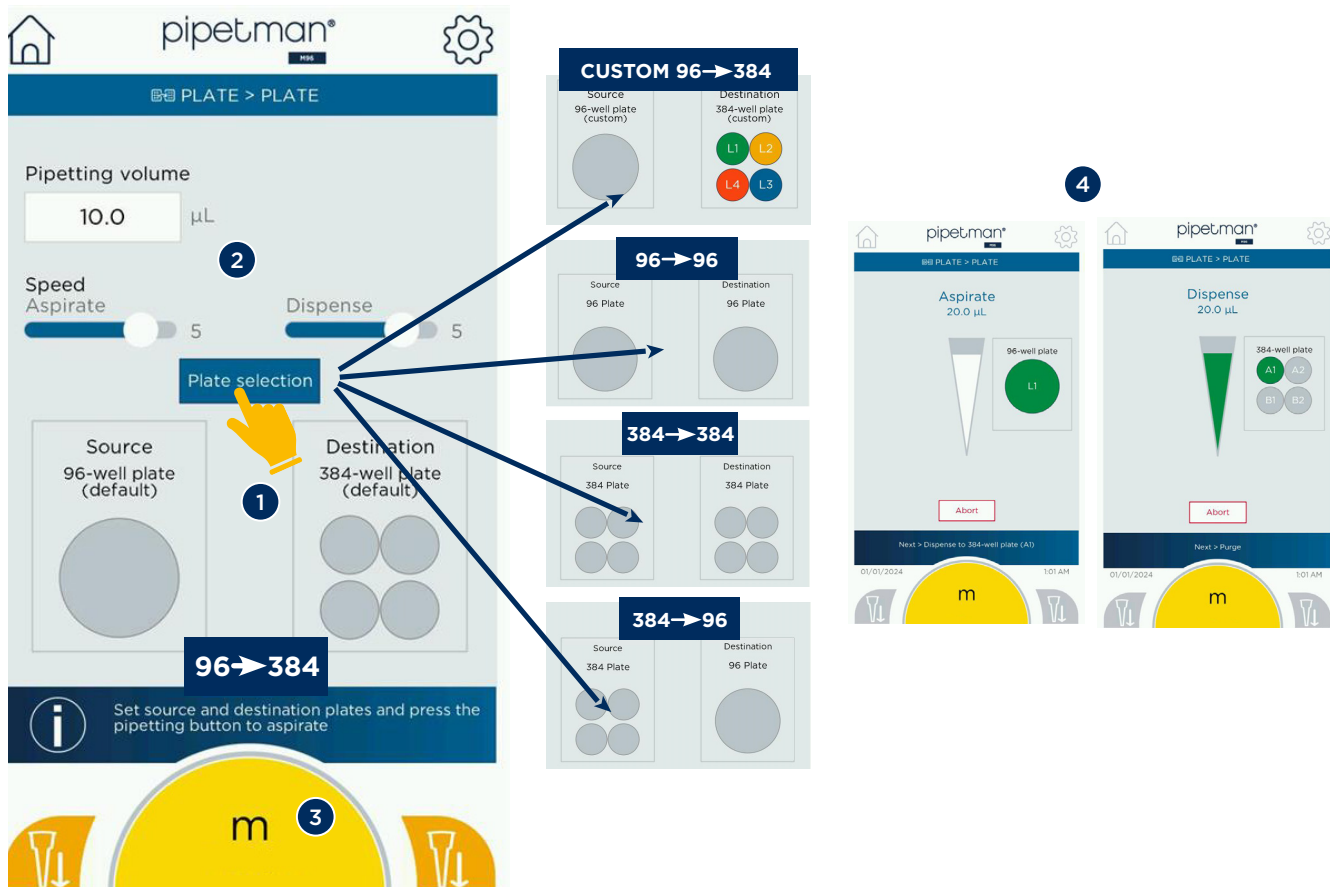 pipetman®
M96
PLATE > PLATE
Pipetting volume
10.0 µL
2
Speed
Aspirate
5
Dispense
5
Plate selection
1
Source
96-well plate
(default)
Destination
384-well plate
(default)
96→384
i
Set source and destination plates and press the
pipetting button to aspirate
m
3
CUSTOM 96→384
Source
96-well plate
(custom)
Destination
384-well plate
(custom)
L1 L2
L4 L3
96→96
Source
96 Plate
Destination
96 Plate
384→384
Source
384 Plate
Destination
384 Plate
384→96
Source
384 Plate
Destination
96 Plate
4
pipetman®
M96
PLATE > PLATE
Aspirate
20.0 µL
96-well plate
L1
Abort
Next > Dispense to 384-well plate (A1)
01/01/2024
1:01 AM
m
pipetman®
M96
PLATE > PLATE
Dispense
20.0 µL
384-well plate
A1 A2
B1 B2
Abort
Next > Purge
01/01/2024
1:01 AM
m